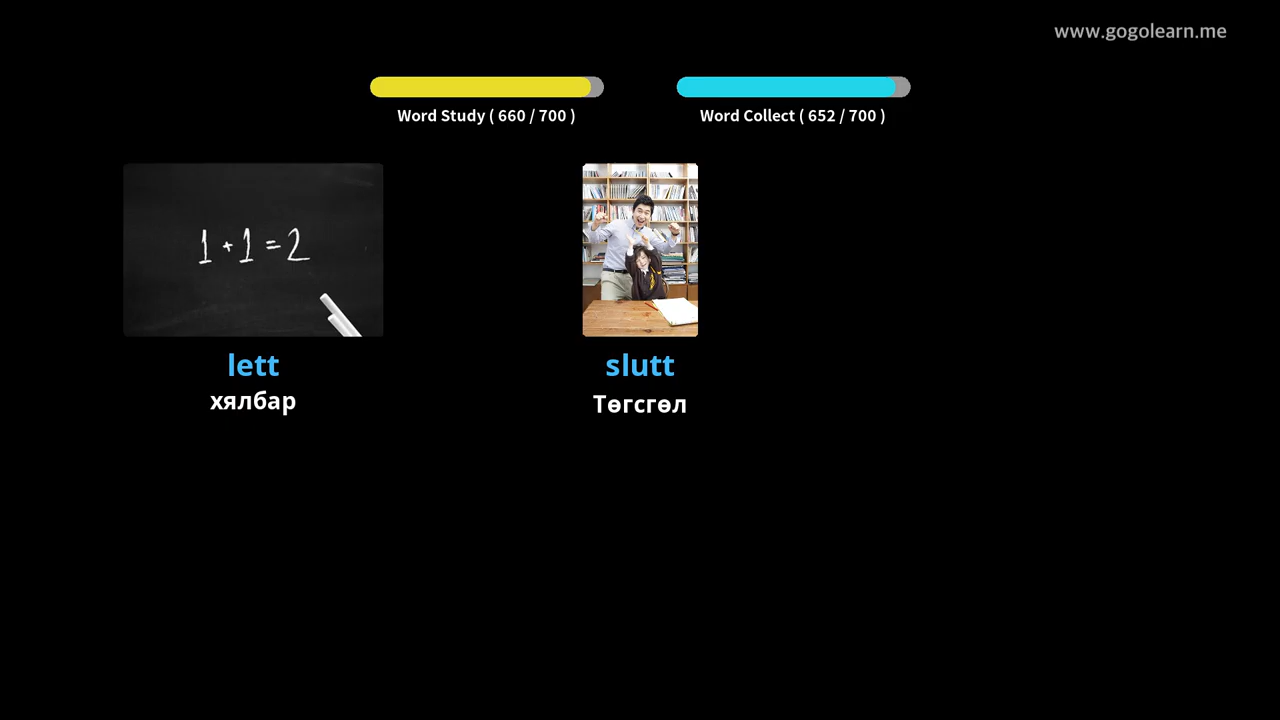 www.gogolearn.me
Word Study ( 660 / 700 )
Word Collect ( 652 / 700 )
1 + 1 = 2
lett
хялбар
slutt
Төгсгөл